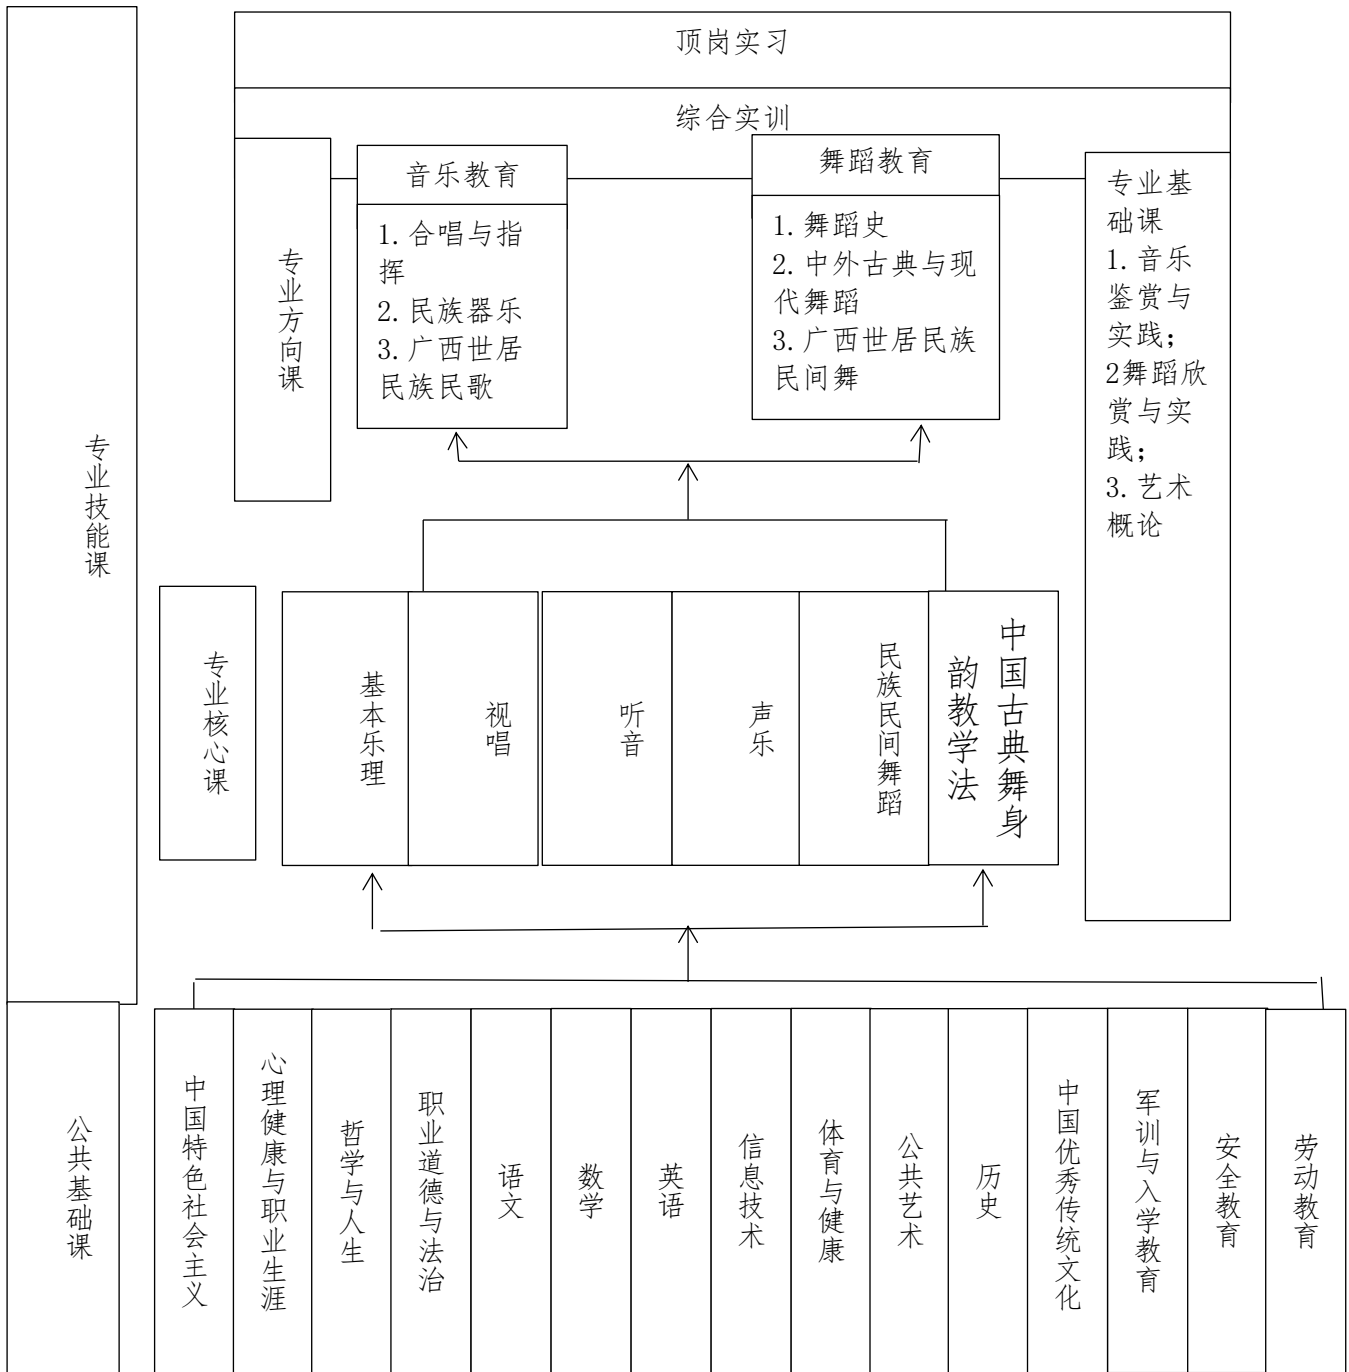 顶岗实习
综合实训
专业技能课
专业方向课
音乐教育
1. 合唱与指
挥
2. 民族器乐
3. 广西世居
民族民歌
舞蹈教育
1. 舞蹈史
2. 中外古典与现
代舞蹈
3. 广西世居民族
民间舞
专业基
础课
1. 音乐
鉴赏与
实践；
2舞蹈欣
赏与实
践；
3. 艺术
概论
专业核心课
基本乐理
视唱
听音
声乐
民族民间舞蹈
中国古典舞身
韵教学法
公共基础课
中国特色社会主义
心理健康与职业生涯
哲学与人生
职业道德与法治
语文
数学
英语
信息技术
体育与健康
公共艺术
历史
中国优秀传统文化
军训与入学教育
安全教育
劳动教育